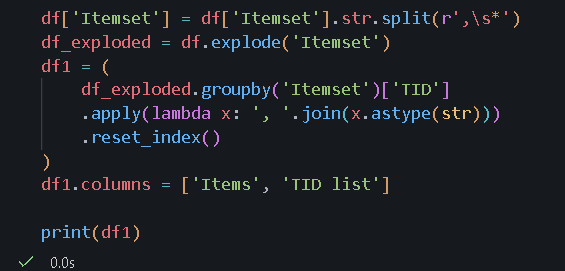 df['Itemset'] = df['Itemset'].str.split(r',\s*')
df_exploded = df.explode('Itemset')
df1 = (
    df_exploded.groupby('Itemset')['TID']
    .apply(lambda x: ', '.join(x.astype(str)))
    .reset_index()
)
df1.columns = ['Items', 'TID list']

print(df1)
0.0s